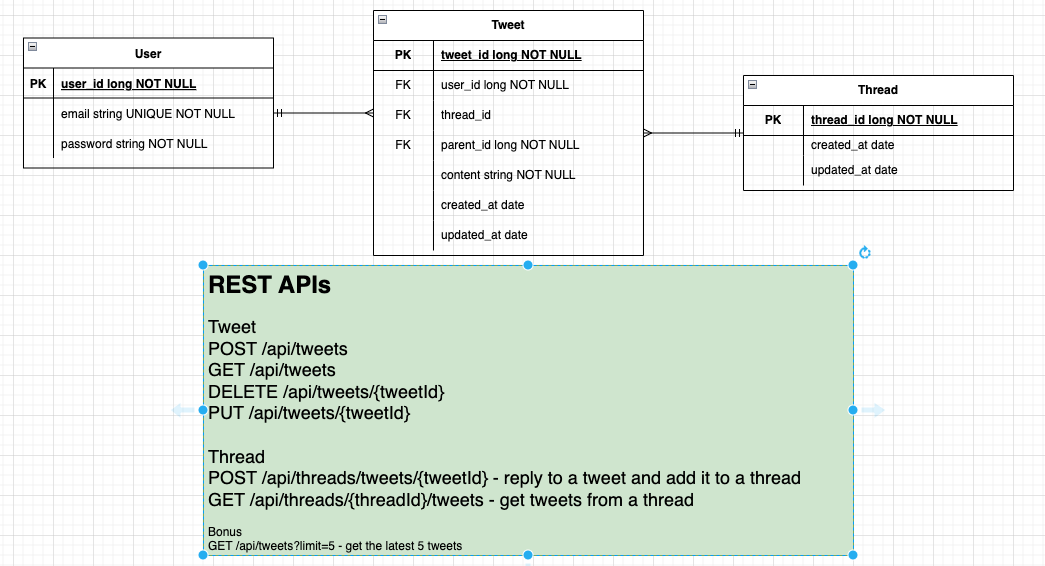 User
PK user_id long NOT NULL
email string UNIQUE NOT NULL
password string NOT NULL
Tweet
PK tweet_id long NOT NULL
FK user_id long NOT NULL
FK thread_id
FK parent_id long NOT NULL
content string NOT NULL
created_at date
updated_at date
Thread
PK thread_id long NOT NULL
created_at date
updated_at date
REST APIs
Tweet
POST /api/tweets
GET /api/tweets
DELETE /api/tweets/{tweetId}
PUT /api/tweets/{tweetId}
Thread
POST /api/threads/tweets/{tweetId} - reply to a tweet and add it to a thread
GET /api/threads/{threadId}/tweets - get tweets from a thread
Bonus
GET /api/tweets?limit=5 - get the latest 5 tweets